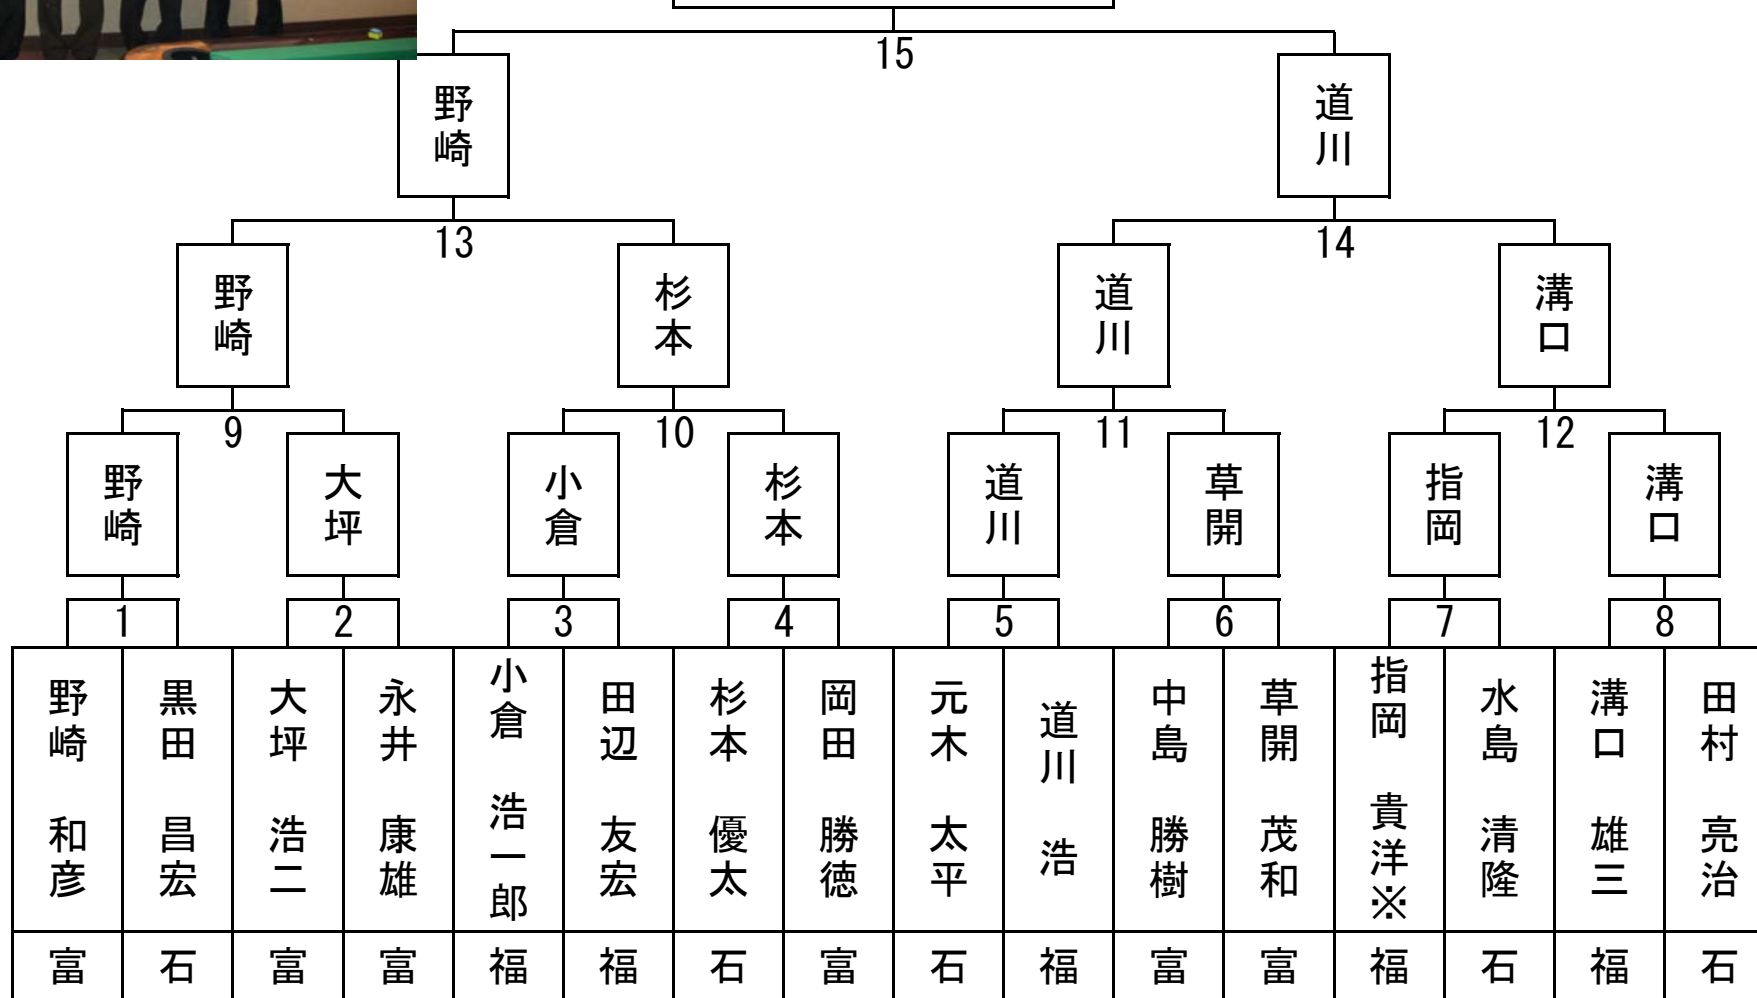 15
野崎
道川
13
14
野崎
杉本
道川
溝口
9
10
11
12
野崎
大坪
小倉
杉本
道川
草開
指岡
溝口
1
2
3
4
5
6
7
8
野崎 和彦
黒田 昌宏
大坪 浩二
永井 康雄
小倉 浩一郎
田辺 友宏
杉本 優太
岡田 勝徳
元木 太平
道川 浩
中島 勝樹
草開 茂和
指岡 貴洋※
水島 清隆
溝口 雄三
田村 亮治
富
石
富
富
福
福
石
富
石
福
富
富
福
石
福
石